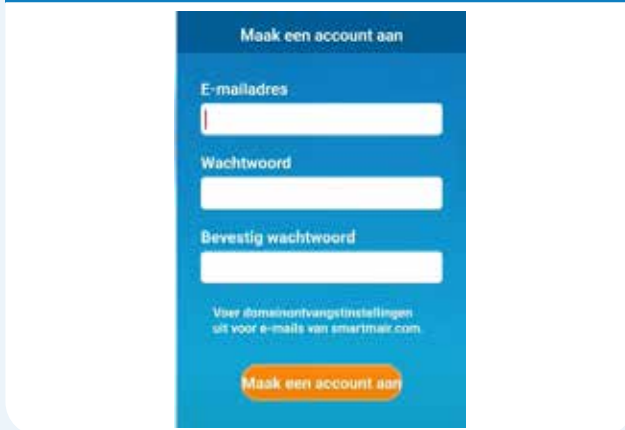 Maak een account aan
E-mailadres
Wachtwoord
Bevestig wachtwoord
Voer domeinontvangstinstellingen
uit voor e-mails van smartmair.com.
Maak een account aan